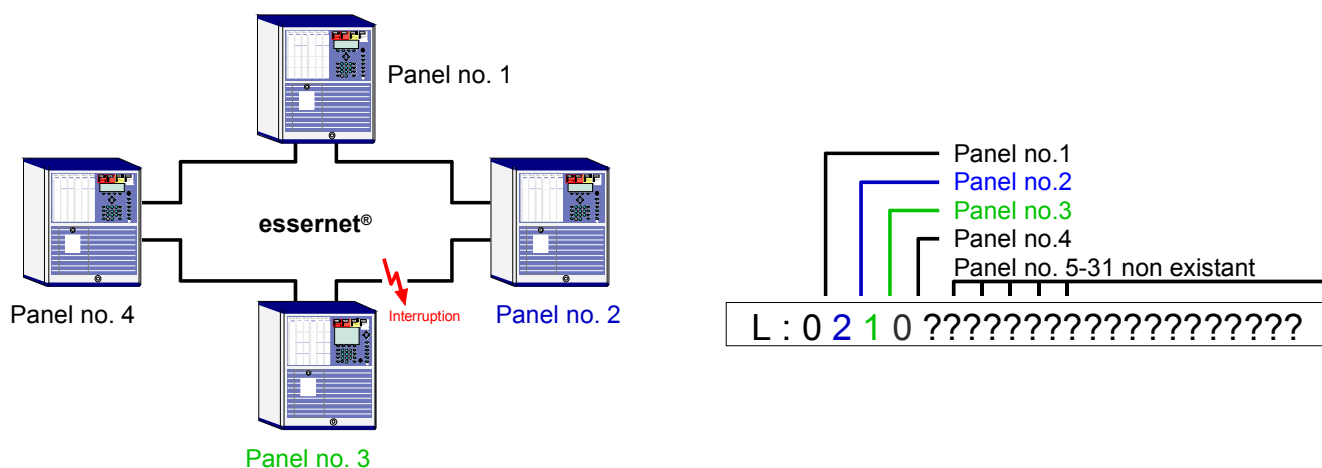 Panel no. 1
essernet®
Panel no. 4
Interruption
Panel no. 2
Panel no. 3
Panel no.1
Panel no.2
Panel no.3
Panel no.4
Panel no. 5-31 non existant
L : 0 2 1 0 ???????????????????